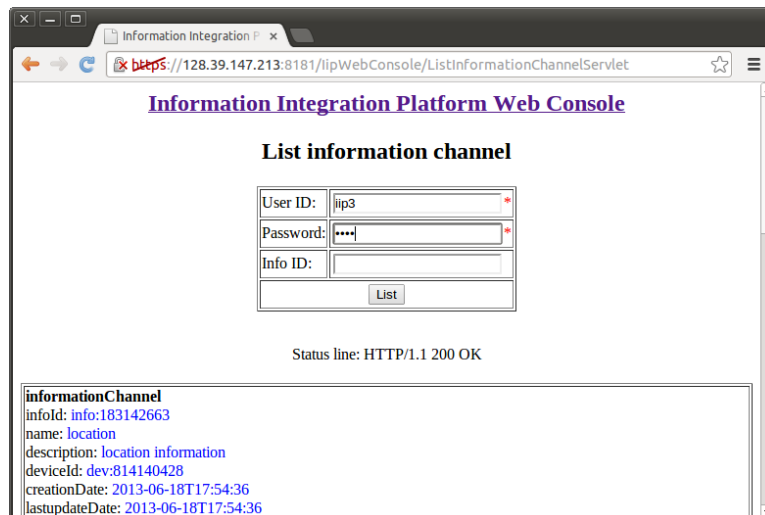 Information Integration P
https://128.39.147.213:8181/IipWebConsole/ListInformationChannelServlet
Information Integration Platform Web Console
List information channel
User ID: iip3 *
Password: •••• *
Info ID:
List
Status line: HTTP/1.1 200 OK
informationChannel
infoId: info:183142663
name: location
description: location information
deviceId: dev:814140428
creationDate: 2013-06-18T17:54:36
lastupdateDate: 2013-06-18T17:54:36